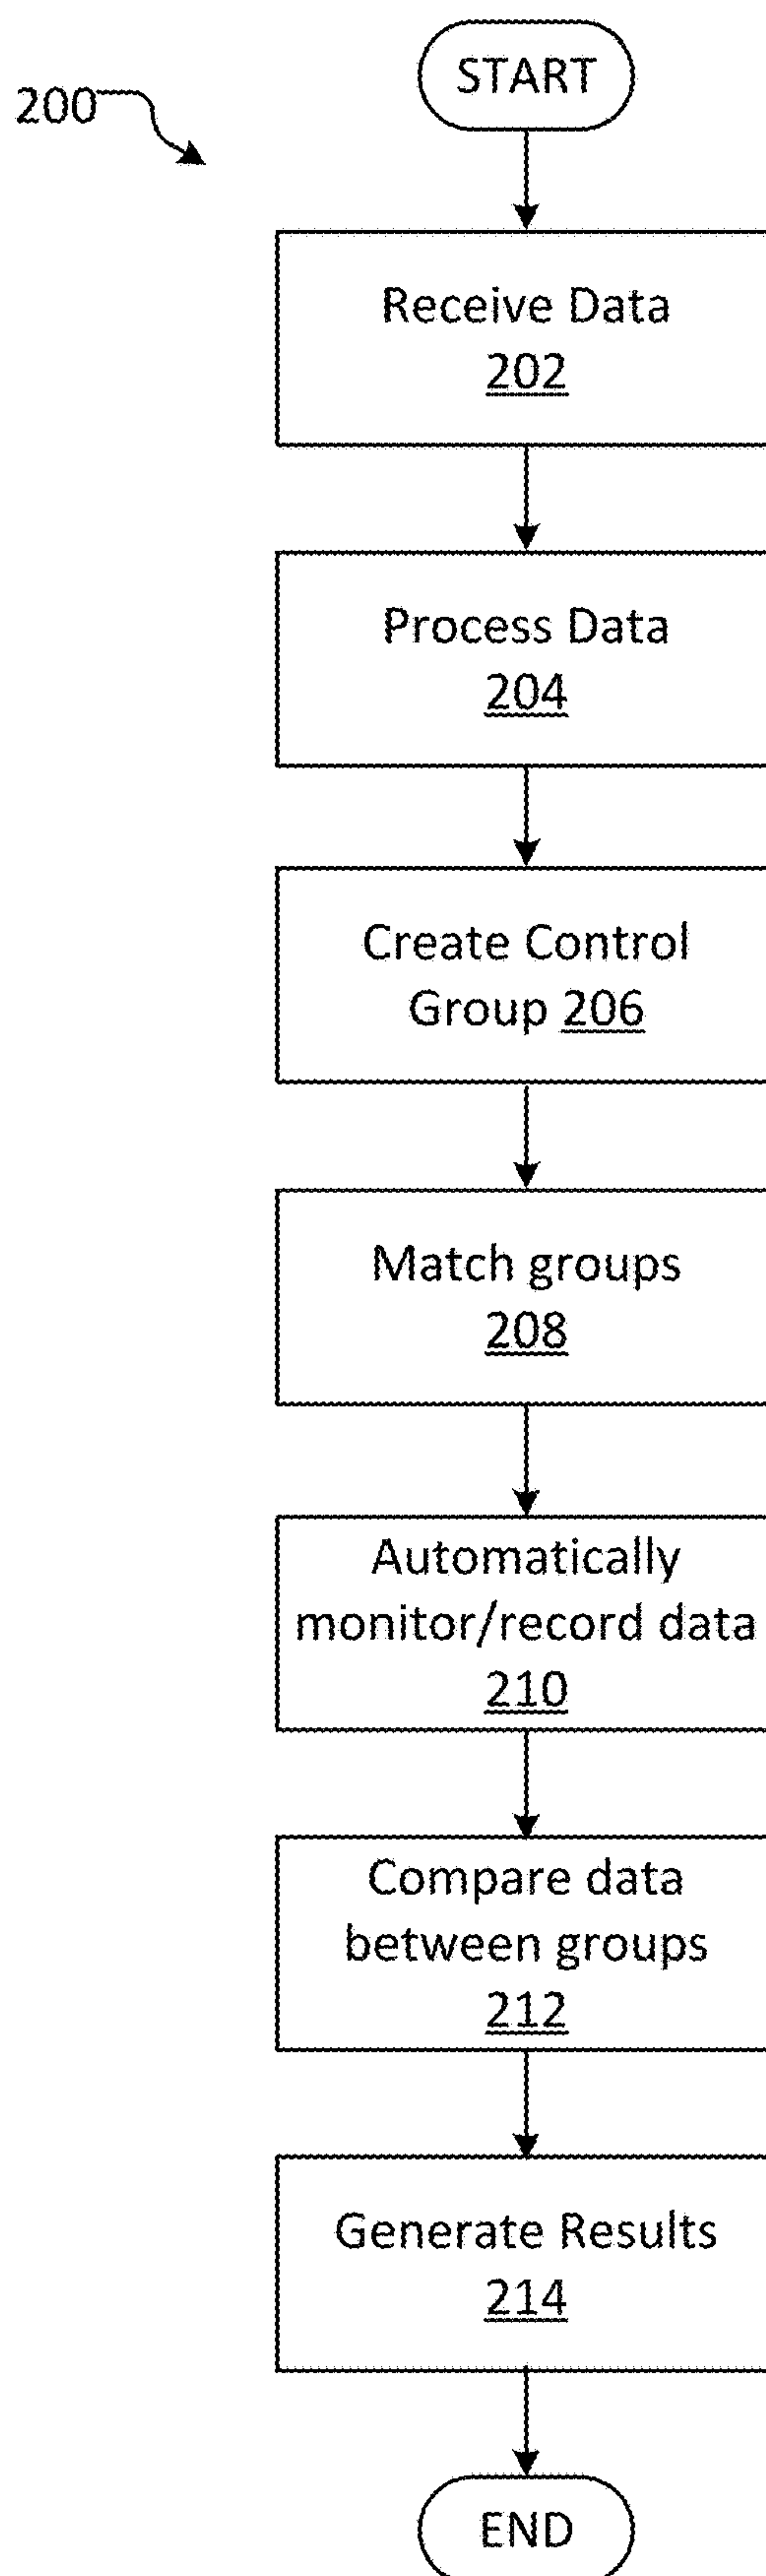 200
START
Receive Data
202
Process Data
204
Create Control
Group 206
Match groups
208
Automatically
monitor/record data
210
Compare data
between groups
212
Generate Results
214
END